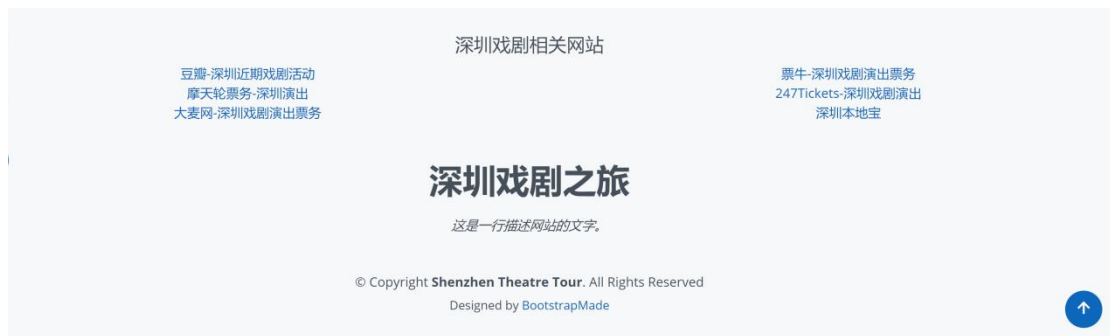 深圳戏剧相关网站
豆瓣-深圳近期戏剧活动
摩天轮票务-深圳演出
大麦网-深圳戏剧演出票务
票牛-深圳戏剧演出票务
247Tickets-深圳戏剧演出
深圳本地宝
深圳戏剧之旅
这是一行描述网站的文字。
© Copyright Shenzhen Theatre Tour. All Rights Reserved
Designed by BootstrapMade